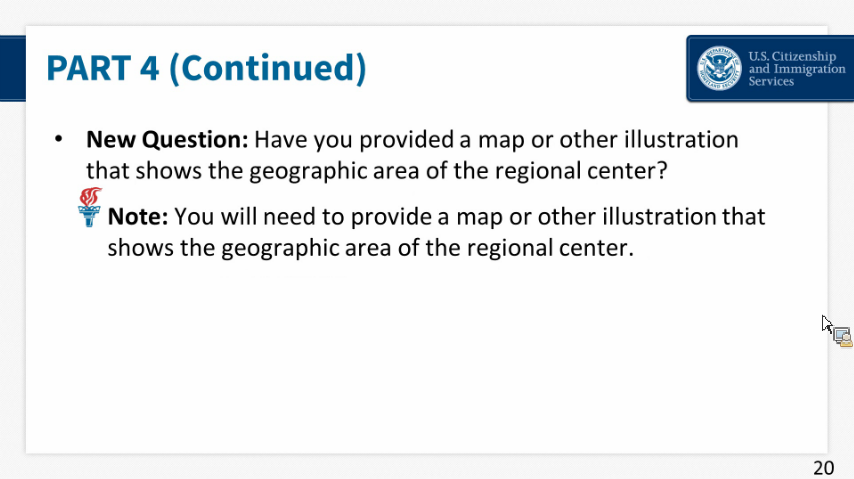 PART 4 (Continued)
U.S. Citizenship
and Immigration
Services
• New Question: Have you provided a map or other illustration
that shows the geographic area of the regional center?
Note: You will need to provide a map or other illustration that
shows the geographic area of the regional center.
20